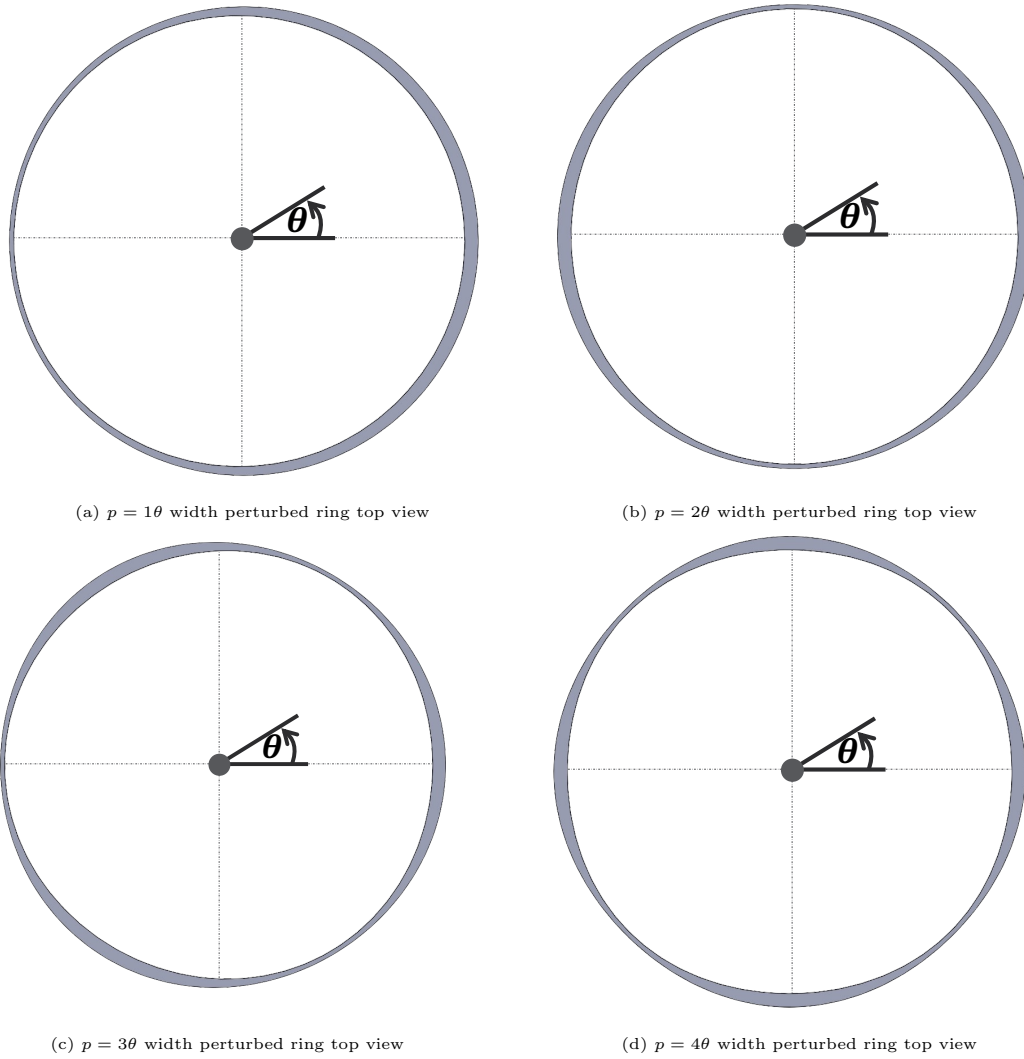 θ
θ
(a) p = 1θ width perturbed ring top view
(b) p = 2θ width perturbed ring top view
θ
θ
(c) p = 3θ width perturbed ring top view
(d) p = 4θ width perturbed ring top view